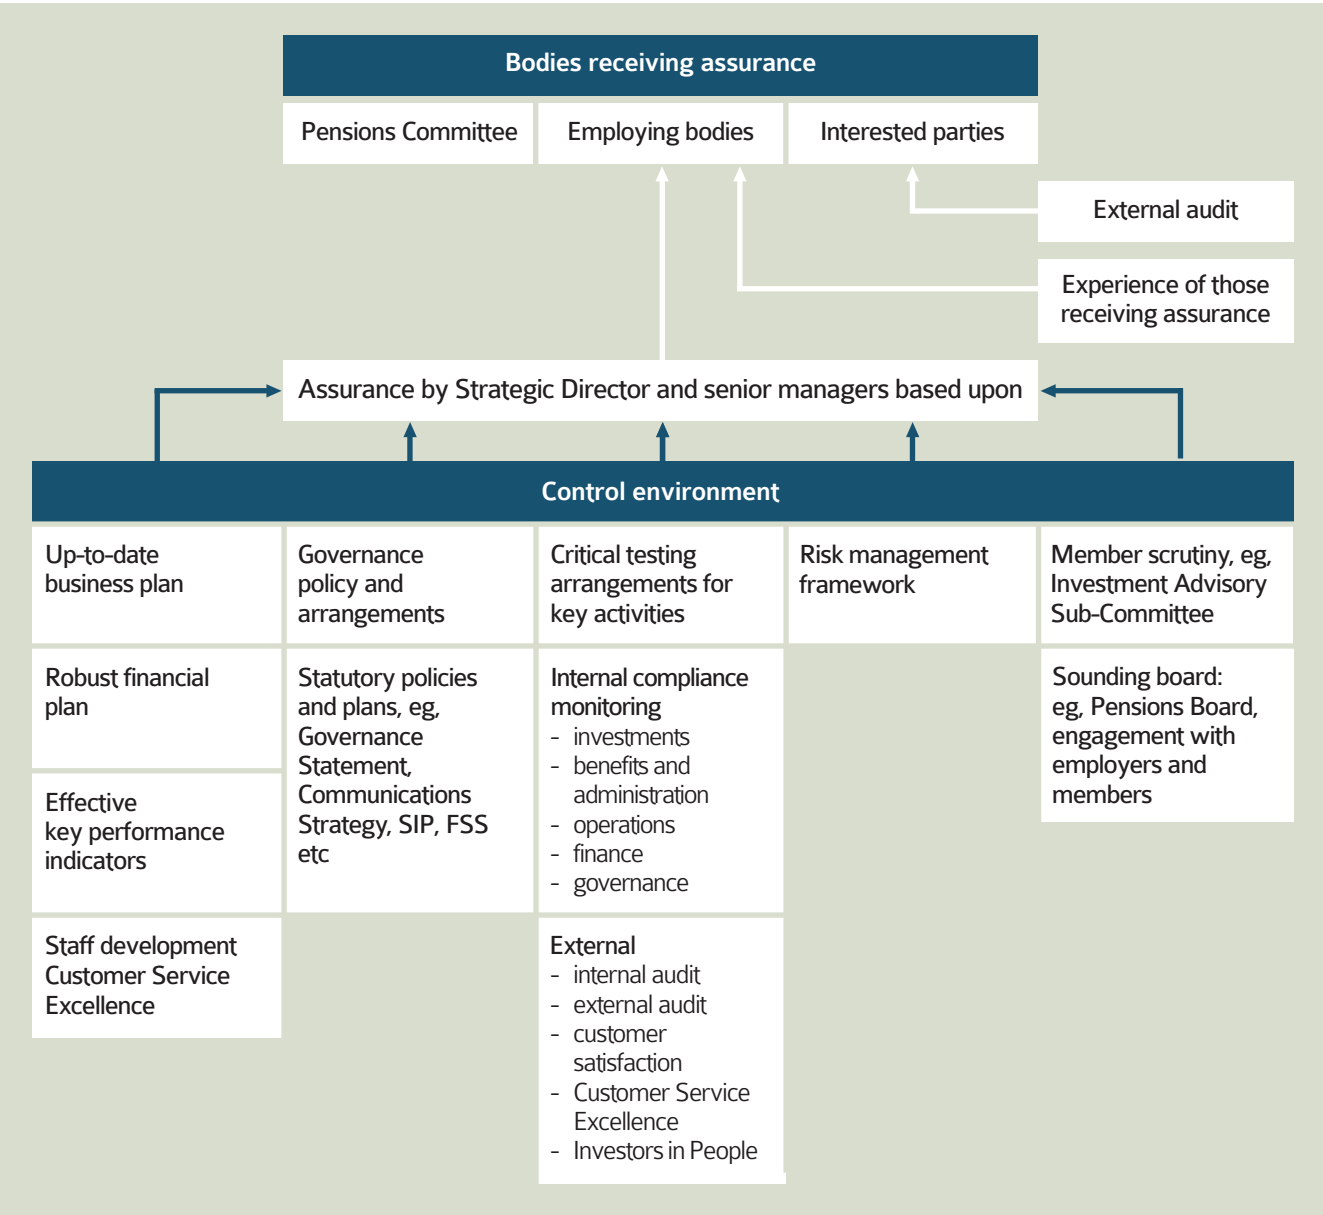 Bodies receiving assurance
Pensions Committee
Employing bodies
Interested parties
External audit
Experience of those
receiving assurance
Assurance by Strategic Director and senior managers based upon
Control environment
Up-to-date
business plan
Robust financial
plan
Effective
key performance
indicators
Staff development
Customer Service
Excellence
Governance
policy and
arrangements
Statutory policies
and plans, eg,
Governance
Statement,
Communications
Strategy, SIP, FSS
etc
Critical testing
arrangements for
key activities
Internal compliance
monitoring
- investments
- benefits and
administration
- operations
- finance
- governance
External
- internal audit
- external audit
- customer
satisfaction
- Customer Service
Excellence
- Investors in People
Risk management
framework
Member scrutiny, eg,
Investment Advisory
Sub-Committee
Sounding board:
eg, Pensions Board,
engagement with
employers and
members